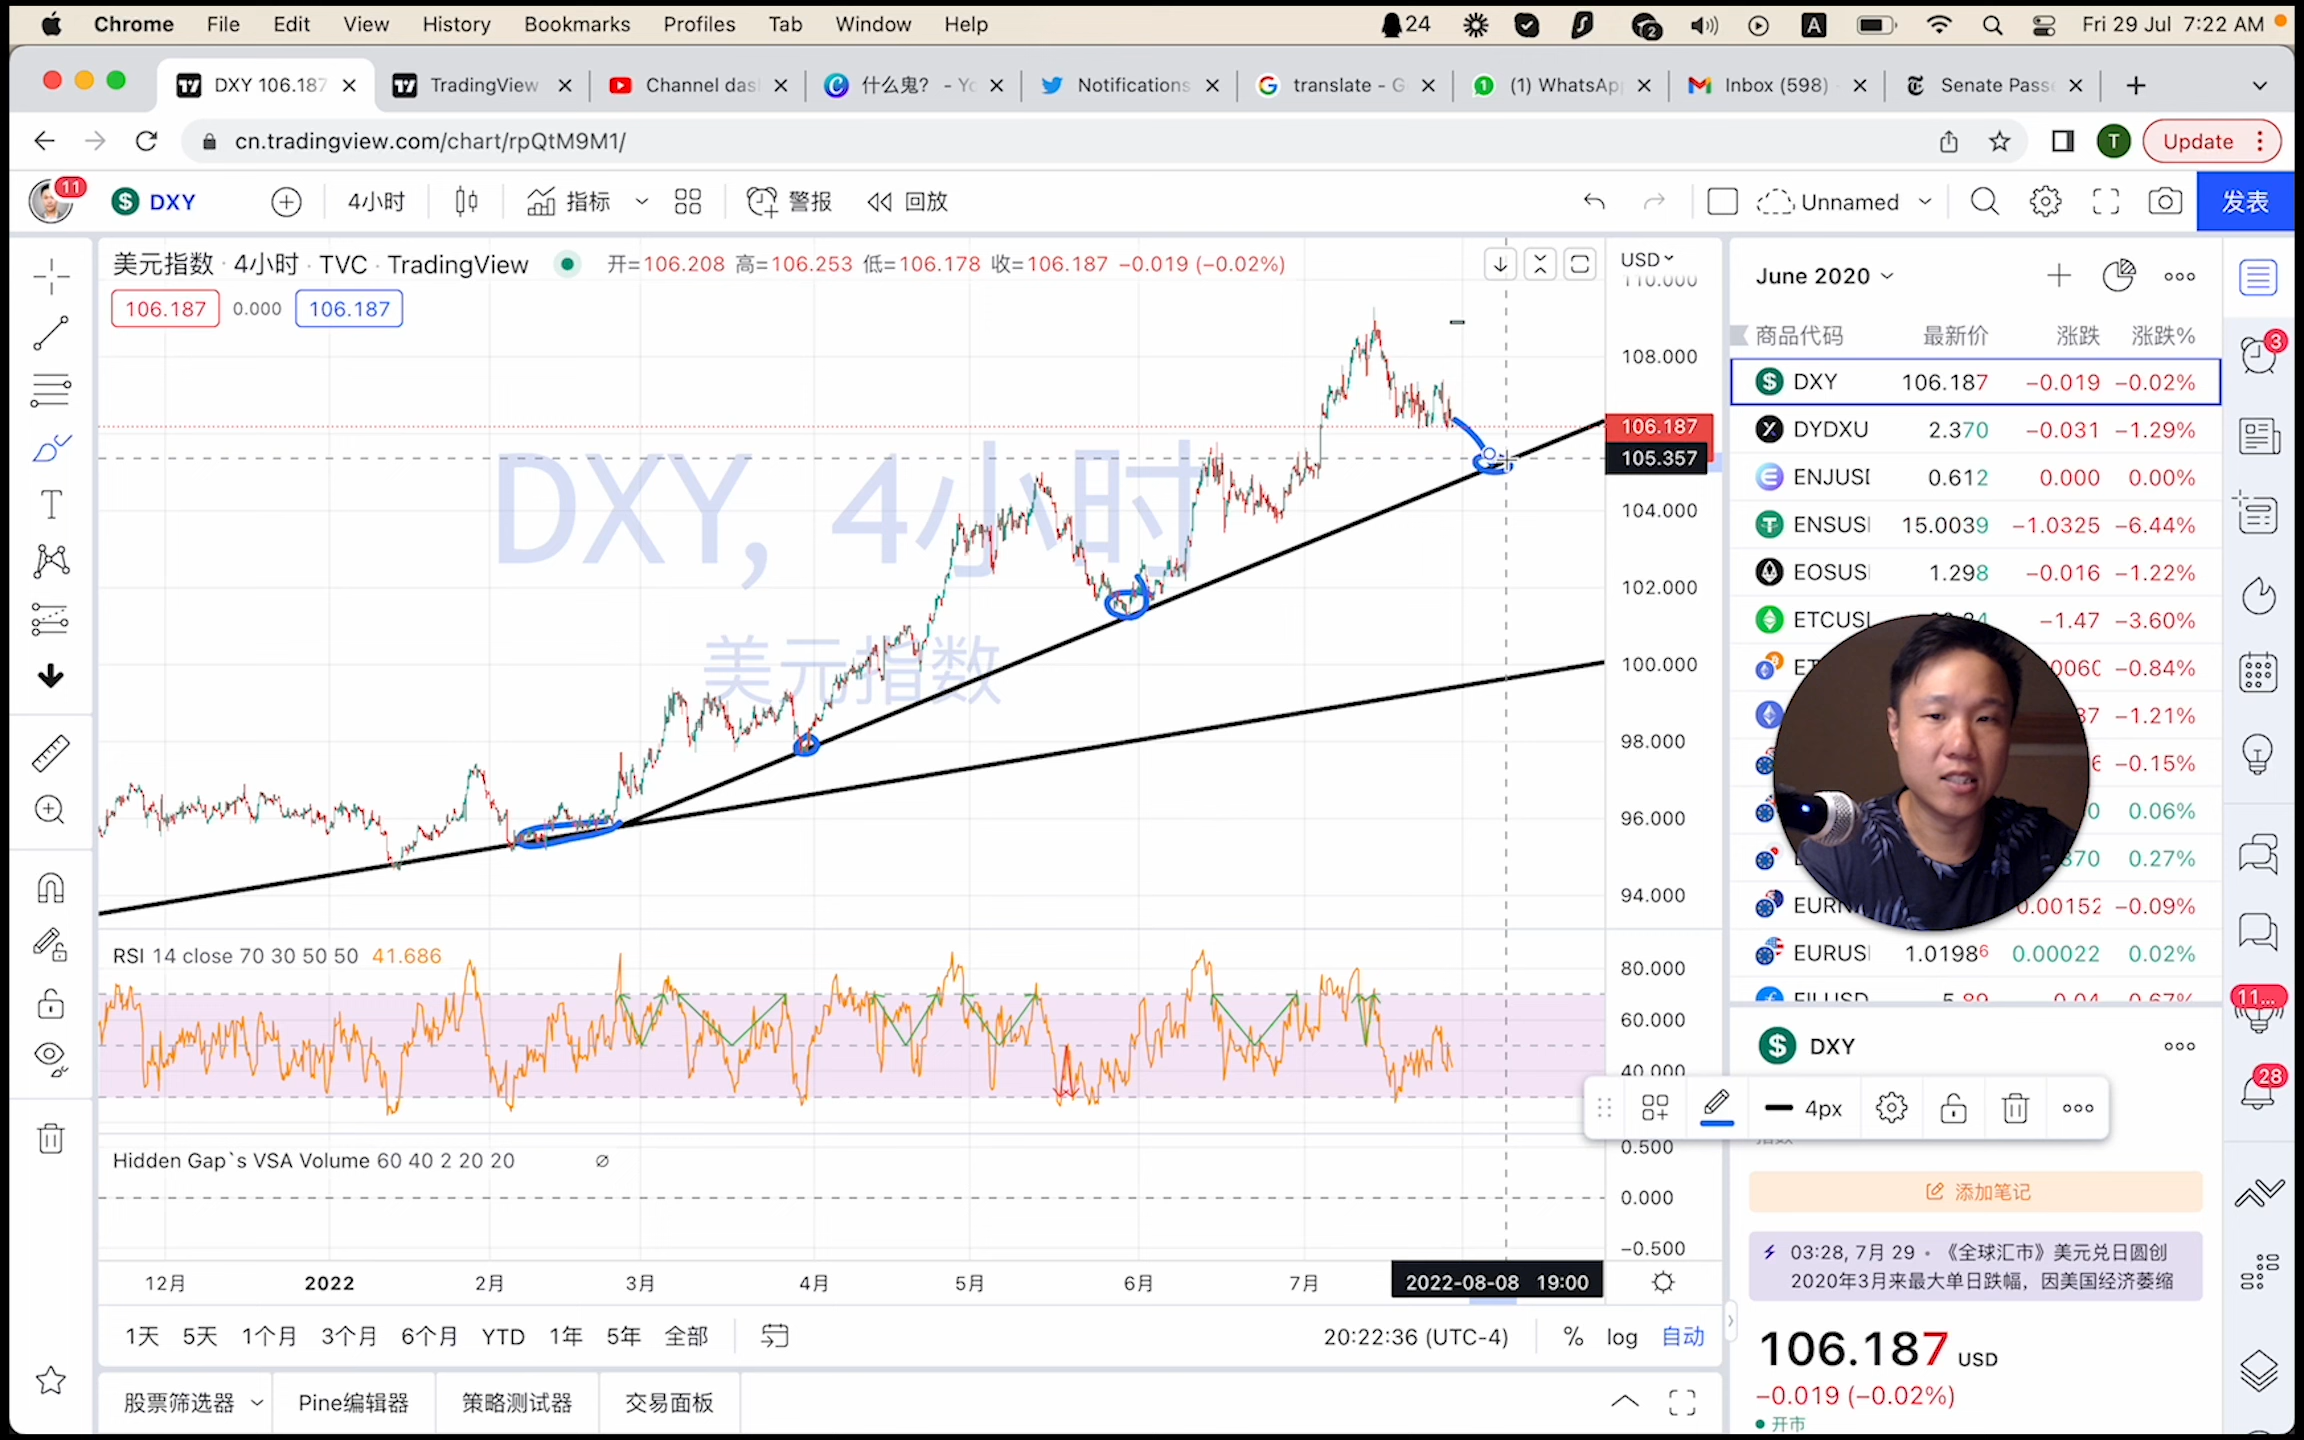 Chrome File Edit View History Bookmarks Profiles Tab Window Help 24 2 A Fri 29 Jul 7:22 AM
DXY 106.187 TradingView Channel das 什么鬼? - Yo Notifications translate - G (1) WhatsAp Inbox (598) Senate Pass
cn.tradingview.com/chart/rpQtM9M1/ T Update
11 DXY 4小时 指标 警报 回放 Unnamed 发表
美元指数 · 4小时 · TVC · TradingView 开=106.208 高=106.253 低=106.178 收=106.187 −0.019 (−0.02%)
106.187 0.000 106.187
DXY, 4小时
美元指数
USD
110.000
108.000
106.187
105.357
104.000
102.000
100.000
98.000
96.000
94.000
RSI 14 close 70 30 50 50 41.686
80.000
60.000
40.000
Hidden Gap`s VSA Volume 60 40 2 20 20 ∅
0.500
0.000
−0.500
12月 2022 2月 3月 4月 5月 6月 7月 2022-08-08 19:00
1天 5天 1个月 3个月 6个月 YTD 1年 5年 全部 20:22:36 (UTC-4) % log 自动
股票筛选器 Pine编辑器 策略测试器 交易面板
June 2020
商品代码 最新价 涨跌 涨跌%
DXY 106.187 −0.019 −0.02%
DYDXU 2.370 −0.031 −1.29%
ENJUSI 0.612 0.000 0.00%
ENSUSI 15.0039 −1.0325 −6.44%
EOSUS 1.298 −0.016 −1.22%
ETCUSI −1.47 −3.60%
−0.84%
−1.21%
−0.15%
0.06%
0.27%
EURN 0.00152 −0.09%
EURUSI 1.01986 0.00022 0.02%
DXY
4px
添加笔记
03:28, 7月 29 · 《全球汇市》美元兑日圆创
2020年3月来最大单日跌幅，因美国经济萎缩
106.187 USD
−0.019 (−0.02%)
开市
3
11...
28